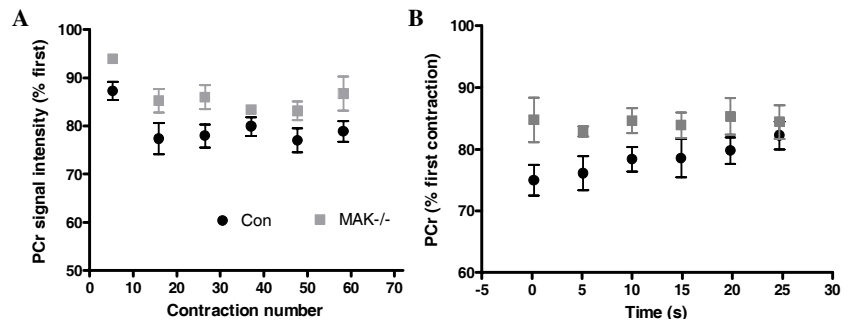 A
PCr signal intensity (% first)
100
90
80
70
60
50
0 10 20 30 40 50 60 70
Contraction number
Con MAK-/-
B
PCr (% first contraction)
100
90
80
70
60
-5 0 5 10 15 20 25 30
Time (s)